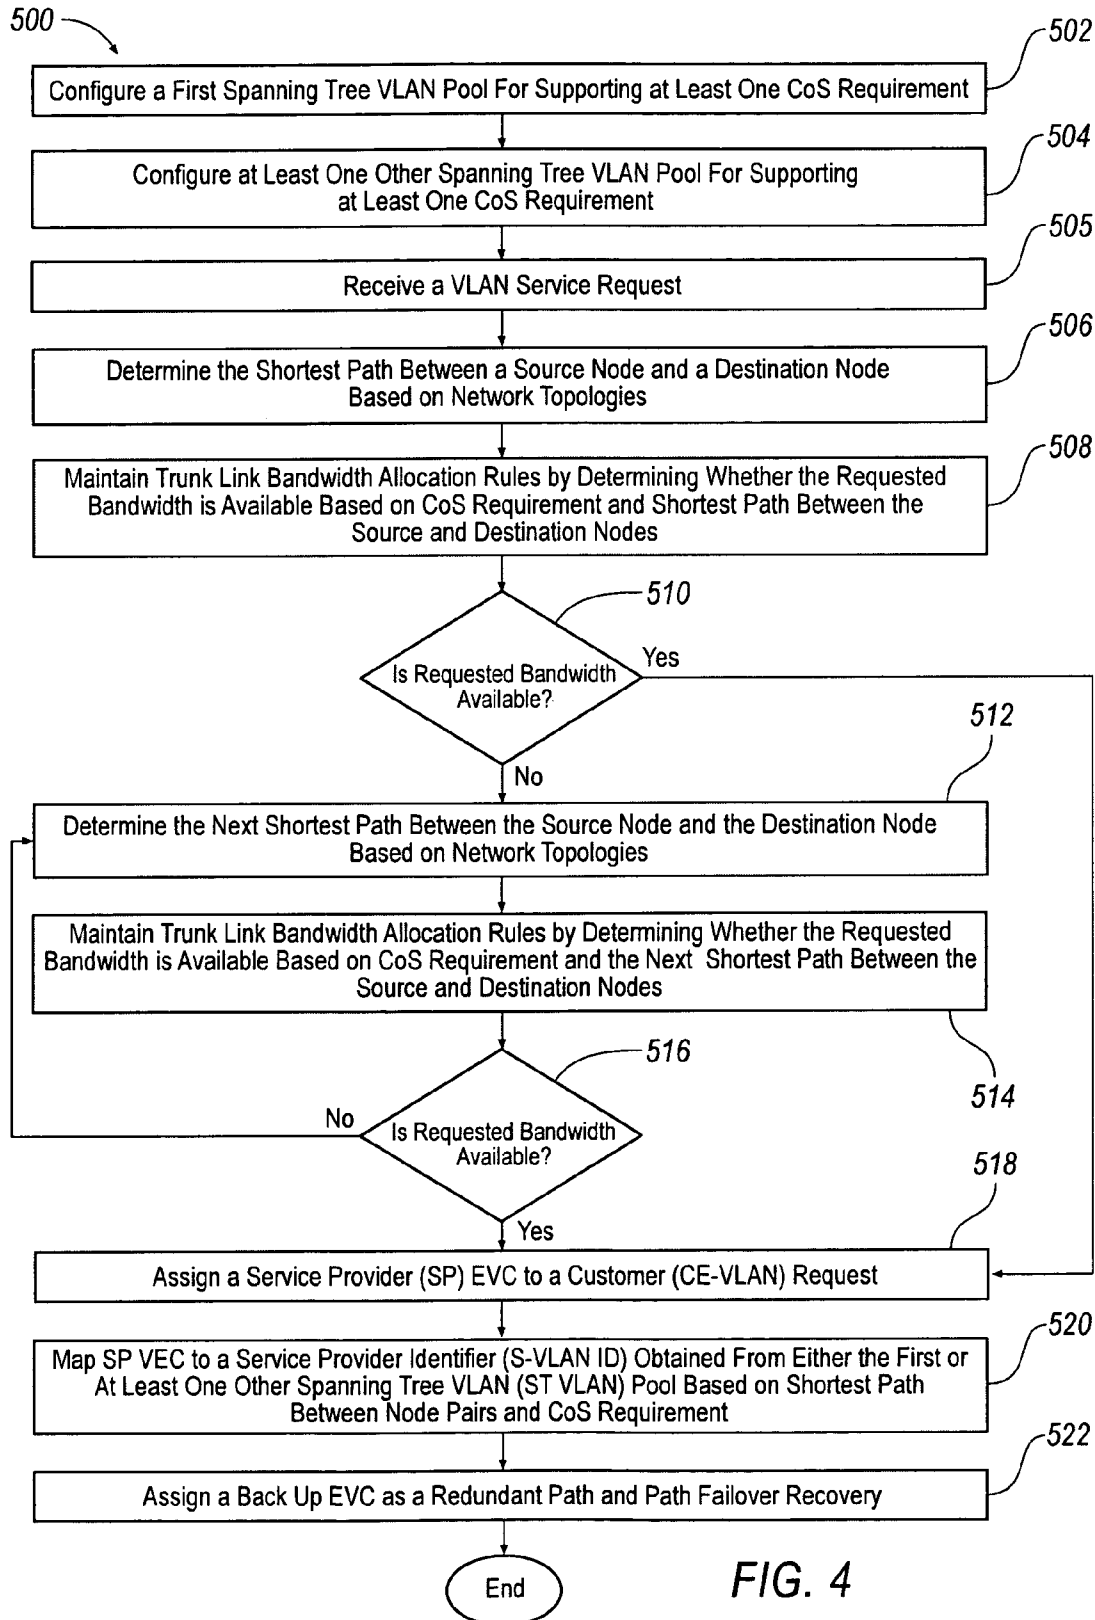 500
502
Configure a First Spanning Tree VLAN Pool For Supporting at Least One CoS Requirement
504
Configure at Least One Other Spanning Tree VLAN Pool For Supporting
at Least One CoS Requirement
505
Receive a VLAN Service Request
506
Determine the Shortest Path Between a Source Node and a Destination Node
Based on Network Topologies
508
Maintain Trunk Link Bandwidth Allocation Rules by Determining Whether the Requested
Bandwidth is Available Based on CoS Requirement and Shortest Path Between the
Source and Destination Nodes
510
Is Requested Bandwidth
Available?
Yes
No
512
Determine the Next Shortest Path Between the Source Node and the Destination Node
Based on Network Topologies
Maintain Trunk Link Bandwidth Allocation Rules by Determining Whether the Requested
Bandwidth is Available Based on CoS Requirement and the Next Shortest Path Between the
Source and Destination Nodes
514
516
Is Requested Bandwidth
Available?
No
Yes
518
Assign a Service Provider (SP) EVC to a Customer (CE-VLAN) Request
520
Map SP VEC to a Service Provider Identifier (S-VLAN ID) Obtained From Either the First or
At Least One Other Spanning Tree VLAN (ST VLAN) Pool Based on Shortest Path
Between Node Pairs and CoS Requirement
522
Assign a Back Up EVC as a Redundant Path and Path Failover Recovery
End
FIG. 4